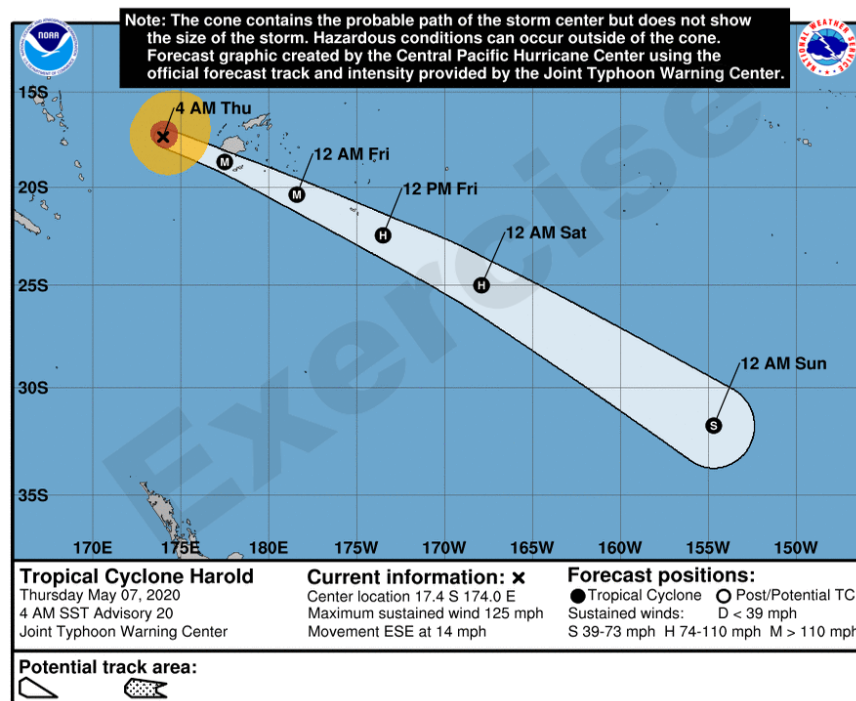 Note: The cone contains the probable path of the storm center but does not show
the size of the storm. Hazardous conditions can occur outside of the cone.
Forecast graphic created by the Central Pacific Hurricane Center using the
official forecast track and intensity provided by the Joint Typhoon Warning Center.
NOAA
NATIONAL WEATHER SERVICE
15S
4 AM Thu
M
12 AM Fri
20S
M
12 PM Fri
H
12 AM Sat
25S
H
Exercise
12 AM Sun
30S
S
35S
170E 175E 180E 175W 170W 165W 160W 155W 150W
Tropical Cyclone Harold
Thursday May 07, 2020
4 AM SST Advisory 20
Joint Typhoon Warning Center
Current information: x
Center location 17.4 S 174.0 E
Maximum sustained wind 125 mph
Movement ESE at 14 mph
Forecast positions:
Tropical Cyclone Post/Potential TC
Sustained winds: D < 39 mph
S 39-73 mph H 74-110 mph M > 110 mph
Potential track area: